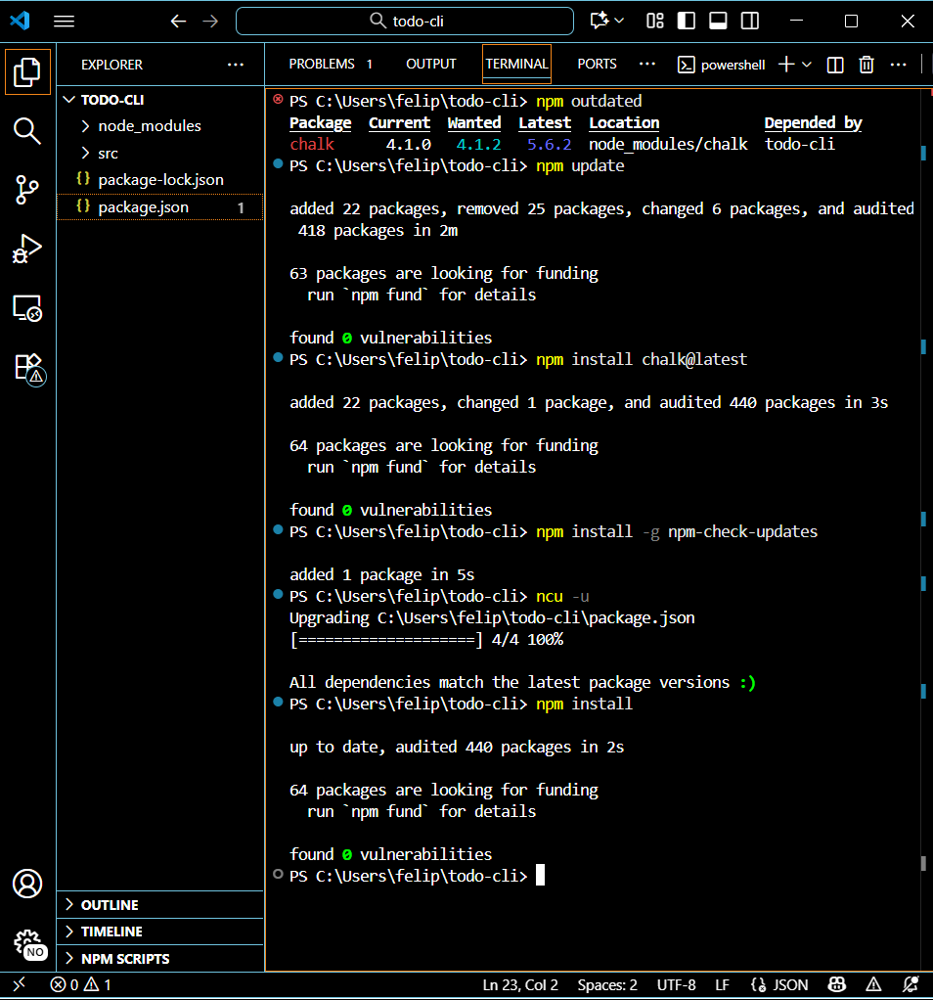 todo-cli
EXPLORER
TODO-CLI
node_modules
src
{} package-lock.json
{} package.json 1
OUTLINE
TIMELINE
NPM SCRIPTS
NO
PROBLEMS 1 OUTPUT TERMINAL PORTS ··· powershell
PS C:\Users\felip\todo-cli> npm outdated
Package Current Wanted Latest Location Depended by
chalk 4.1.0 4.1.2 5.6.2 node_modules/chalk todo-cli
PS C:\Users\felip\todo-cli> npm update
added 22 packages, removed 25 packages, changed 6 packages, and audited
418 packages in 2m
63 packages are looking for funding
run `npm fund` for details
found 0 vulnerabilities
PS C:\Users\felip\todo-cli> npm install chalk@latest
added 22 packages, changed 1 package, and audited 440 packages in 3s
64 packages are looking for funding
run `npm fund` for details
found 0 vulnerabilities
PS C:\Users\felip\todo-cli> npm install -g npm-check-updates
added 1 package in 5s
PS C:\Users\felip\todo-cli> ncu -u
Upgrading C:\Users\felip\todo-cli\package.json
[====================] 4/4 100%
All dependencies match the latest package versions :)
PS C:\Users\felip\todo-cli> npm install
up to date, audited 440 packages in 2s
64 packages are looking for funding
run `npm fund` for details
found 0 vulnerabilities
PS C:\Users\felip\todo-cli>
0 1 Ln 23, Col 2 Spaces: 2 UTF-8 LF {} JSON